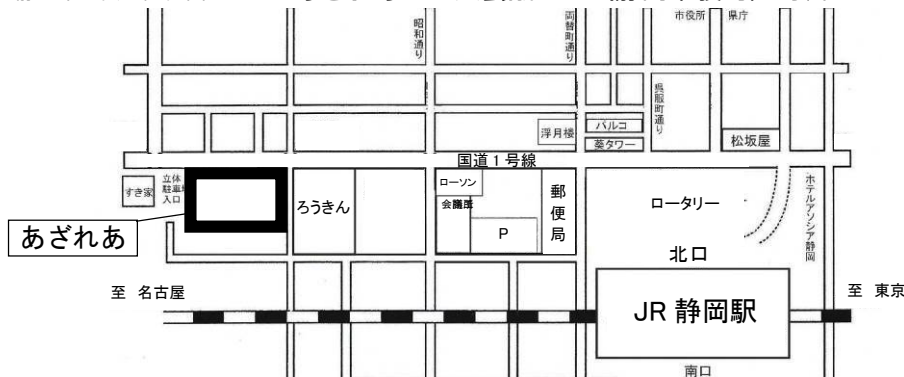 市役所
県庁
昭和通り
両替町通り
呉服町通り
浮月楼
パルコ
葵タワー
松坂屋
国道1号線
すき家
立体
駐車場
入口
ろうきん
ローソン
会議所
P
郵便局
ロータリー
ホテルアソシア静岡
あざれあ
北口
至 名古屋
JR 静岡駅
至 東京
南口